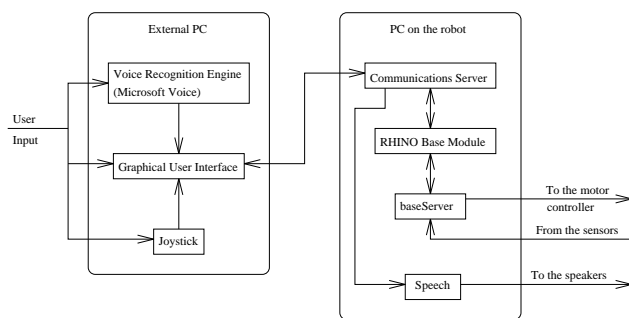 External PC
Voice Recognition Engine
(Microsoft Voice)
User
Input
Graphical User Interface
Joystick
PC on the robot
Communications Server
RHINO Base Module
baseServer
To the motor
controller
From the sensors
Speech
To the speakers